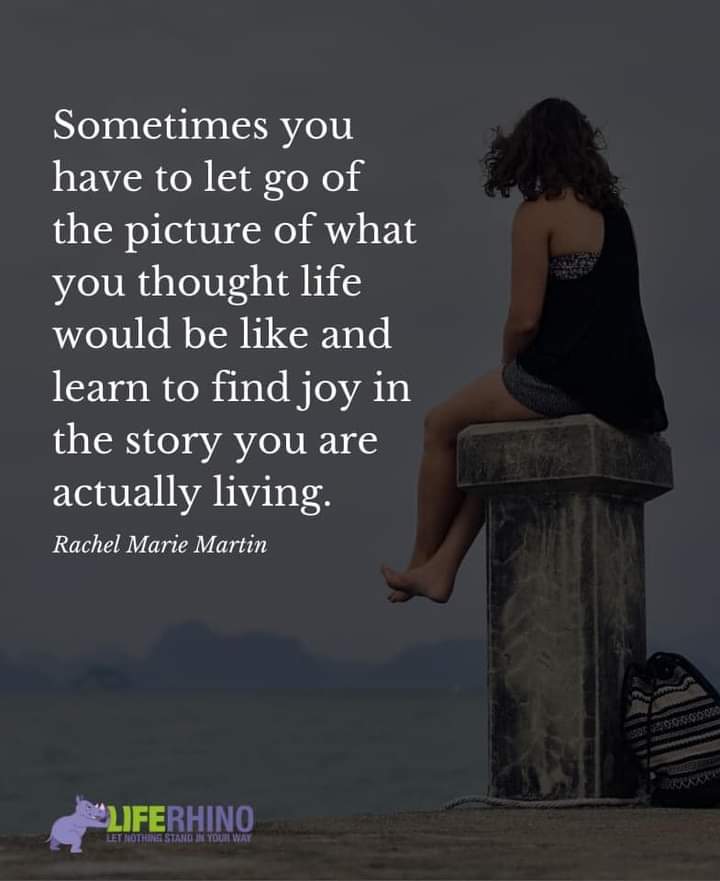 Sometimes you
have to let go of
the picture of what
you thought life
would be like and
learn to find joy in
the story you are
actually living.
Rachel Marie Martin
LIFERHINO
LET NOTHING STAND IN YOUR WAY